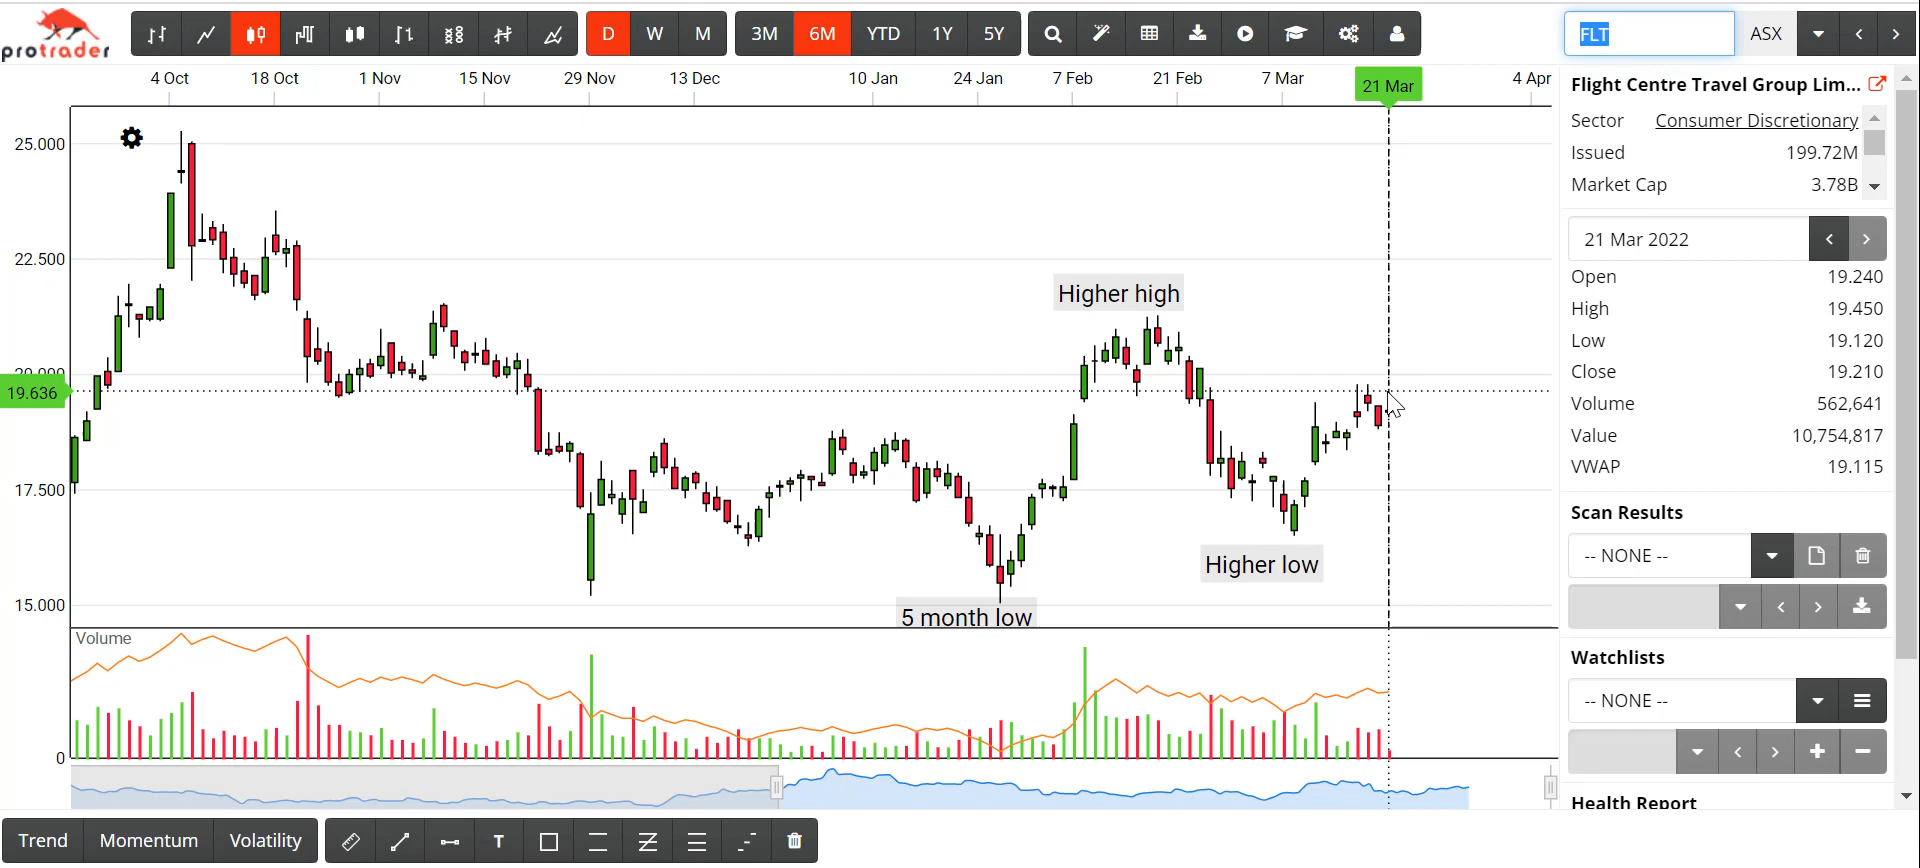 protrader
D W M
3M 6M YTD 1Y 5Y
FLT
ASX
4 Oct 18 Oct 1 Nov 15 Nov 29 Nov 13 Dec 10 Jan 24 Jan 7 Feb 21 Feb 7 Mar 21 Mar 4 Apr
25.000
22.500
20.000
19.636
17.500
15.000
Higher high
Higher low
5 month low
Volume
0
Flight Centre Travel Group Lim...
Sector Consumer Discretionary
Issued 199.72M
Market Cap 3.78B
21 Mar 2022
Open 19.240
High 19.450
Low 19.120
Close 19.210
Volume 562,641
Value 10,754,817
VWAP 19.115
Scan Results
-- NONE --
Watchlists
-- NONE --
Health Report
Trend Momentum Volatility
T